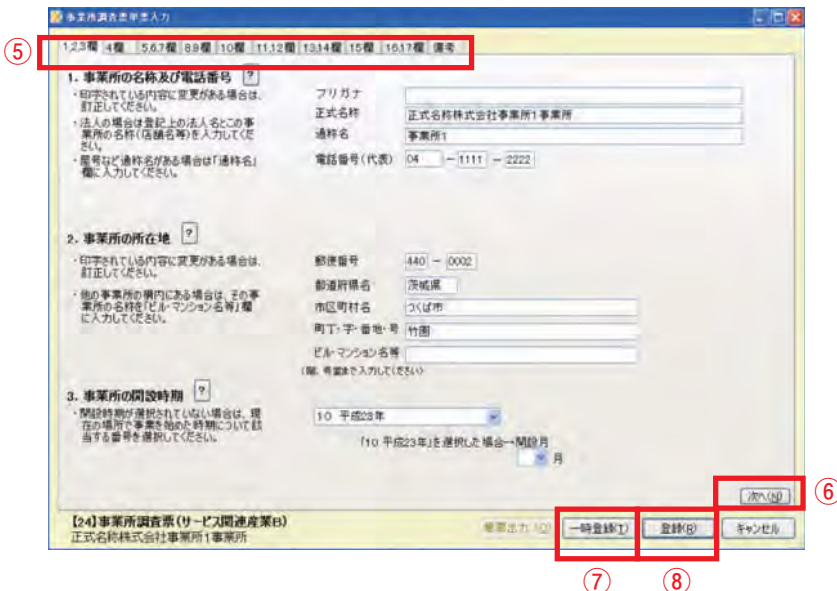 事業所調査票単票入力
⑤
1,2,3欄 4欄 5,6,7欄 8,9欄 10欄 11,12欄 13,14欄 15欄 16,17欄 備考
1. 事業所の名称及び電話番号 ?
・印字されている内容に変更がある場合は、
訂正してください。
・法人の場合は登記上の法人名とこの事
業所の名称(店舗名等)を入力してくだ
さい。
・屋号など通称名がある場合は「通称名」
欄に入力してください。
フリガナ
正式名称 正式名称株式会社事業所1事業所
通称名 事業所1
電話番号(代表) 04 － 1111 － 2222
2. 事業所の所在地 ?
・印字されている内容に変更がある場合は、
訂正してください。
・他の事業所の構内にある場合は、その事
業所の名称を「ビル・マンション名等」欄
に入力してください。
郵便番号 440 － 0002
都道府県名 茨城県
市区町村名 つくば市
町丁・字・番地・号 竹園
ビル・マンション名等
(階、号室まで入力してください)
3. 事業所の開設時期 ?
・開設時期が選択されていない場合は、現
在の場所で事業を始めた時期について該
当する番号を選択してください。
10 平成23年
「10 平成23年」を選択した場合→開設月
月
次へ(N)
⑥
【24】事業所調査票(サービス関連産業B)
正式名称株式会社事業所1事業所
一時登録(T) 登録(R) キャンセル
⑦ ⑧